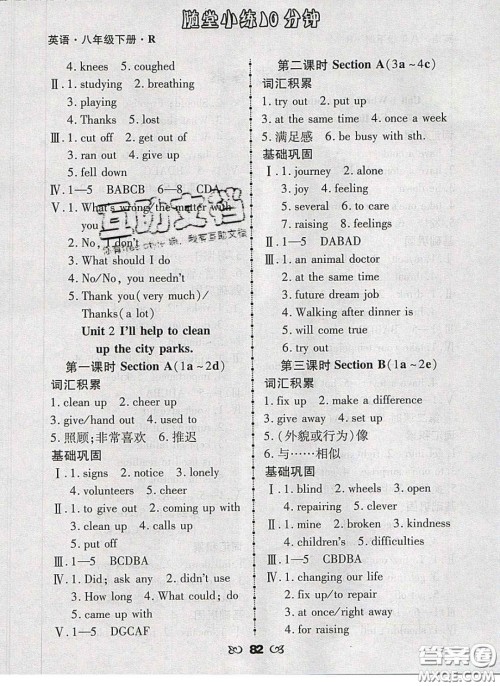 随堂小练10分钟
英语·八年级下册·R
4. knees 5. coughed
Ⅱ. 1. studying 2. breathing
3. playing
4. Thanks 5. lost
Ⅲ. 1. cut off 2. get out of
3. ran out 4. give up
5. fell down
Ⅳ. 1—5 BABCB 6—8 CDA
Ⅴ. 1. What's wrong/the matter with
you
2. No, I don't
3. What should I do
4. No/No, you needn't
5. Thank you(very much)/
Thanks(a lot)
Unit 2 I'll help to clean
up the city parks.
第一课时 Section A(1a~2d)
词汇积累
1. clean up 2. cheer up
3. give/hand out 4. used to
5. 照顾;非常喜欢 6. 推迟
基础巩固
Ⅰ. 1. signs 2. notice 3. lonely
4. volunteers 5. cheer
Ⅱ. 1. to give out 2. coming up with
3. clean up 4. calls up
5. put off
Ⅲ. 1—5 BCDBA
Ⅳ. 1. Did; ask any 2. didn't use
3. How long 4. What could; do
5. They offered
Ⅴ. 1—5 DGCAF
第二课时 Section A(3a~4c)
词汇积累
1. try out 2. put up
3. at the same time 4. once a week
5. 满足感 6. be busy with sth.
基础巩固
Ⅰ. 1. journey 2. alone
3. joy 4. feeling
5. several 6. to care
7. raising 8. feelings
Ⅱ. 1—5 DABAD
Ⅲ. 1. an animal doctor
2. at the same time
3. future dream job
4. Walking after dinner is
5. will come true
6. try out
第三课时 Section B(1a~2e)
词汇积累
1. fix up 2. make a difference
3. give away 4. set up
5. (外貌或行为)像
6. 与……相似
基础巩固
Ⅰ. 1. blind 2. wheels 3. open
4. repairing 5. clever
Ⅱ. 1. mine 2. broken 3. kindness
4. children's 5. difficulties
Ⅲ. 1—5 CBDBA
Ⅳ. 1. changing our life
2. fix up/to repair
3. at once/right away
4. for raising
82
互助文档
答案圈
MXQE.COM